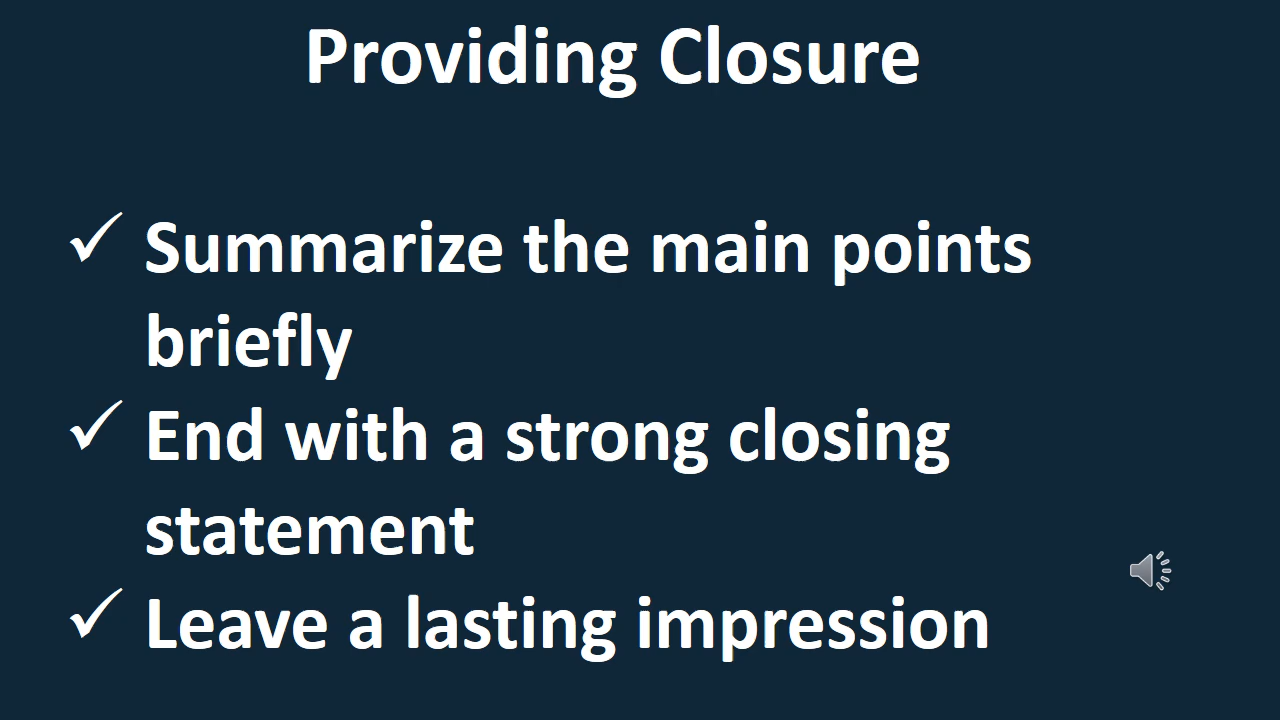 Providing Closure
✓ Summarize the main points
briefly
✓ End with a strong closing
statement
✓ Leave a lasting impression